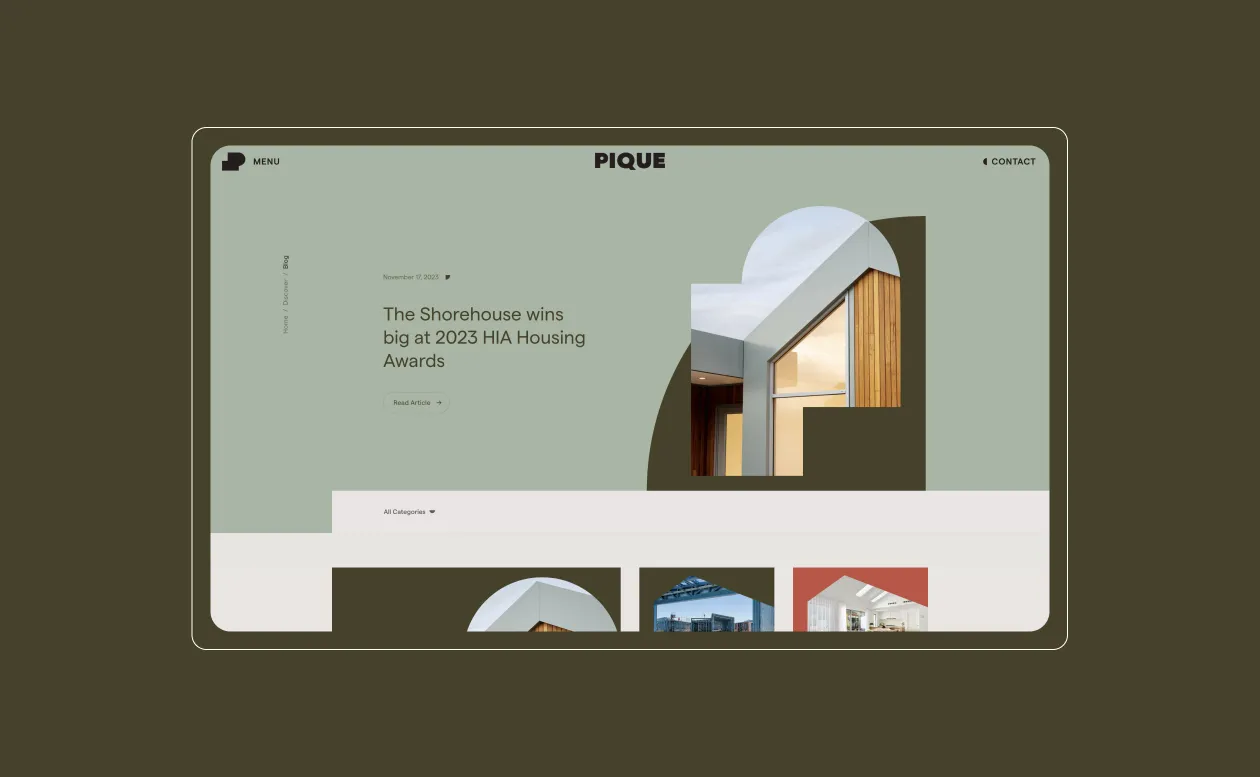 MENU
PIQUE
CONTACT
Home / Discover / Blog
November 17, 2023
The Shorehouse wins
big at 2023 HIA Housing
Awards
Read Article →
All Categories